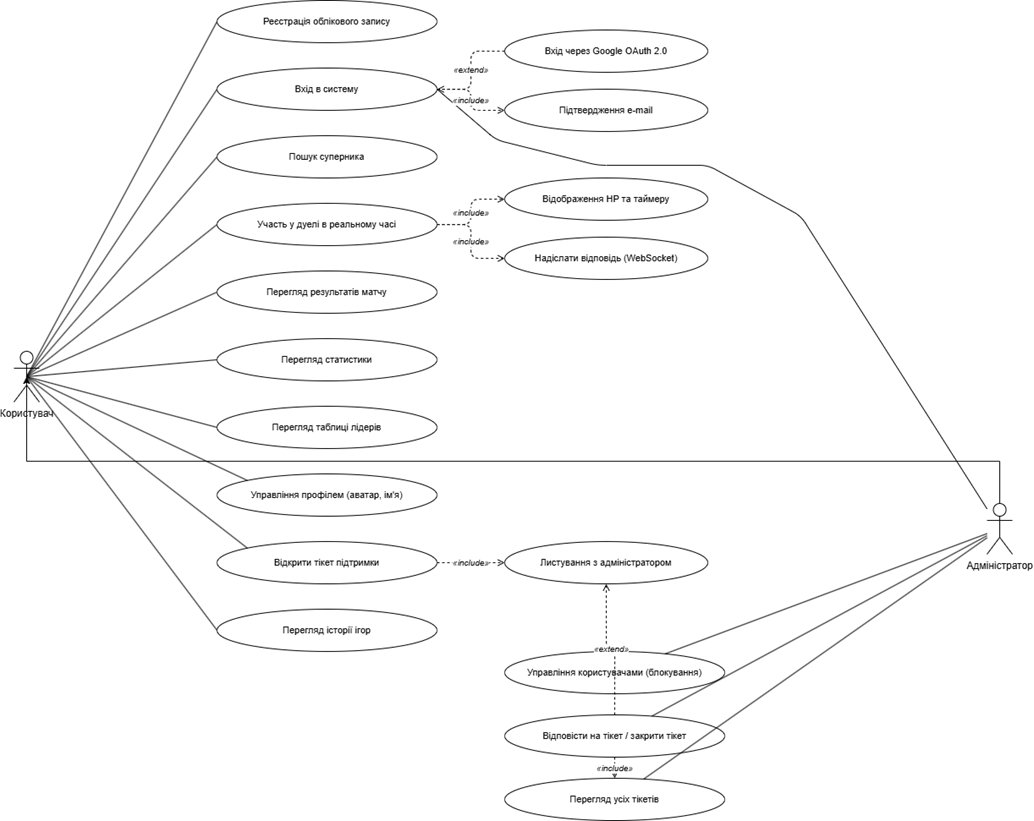 Реєстрація облікового запису
Вхід через Google OAuth 2.0
«extend»
Вхід в систему
«include»
Підтвердження e-mail
Пошук суперника
Відображення HP та таймеру
«include»
Участь у дуелі в реальному часі
«include»
Надіслати відповідь (WebSocket)
Перегляд результатів матчу
Перегляд статистики
Користувач
Перегляд таблиці лідерів
Управління профілем (аватар, ім'я)
Відкрити тікет підтримки
«include»
Листування з адміністратором
Адміністратор
Перегляд історії ігор
«extend»
Управління користувачами (блокування)
Відповісти на тікет / закрити тікет
«include»
Перегляд усіх тікетів